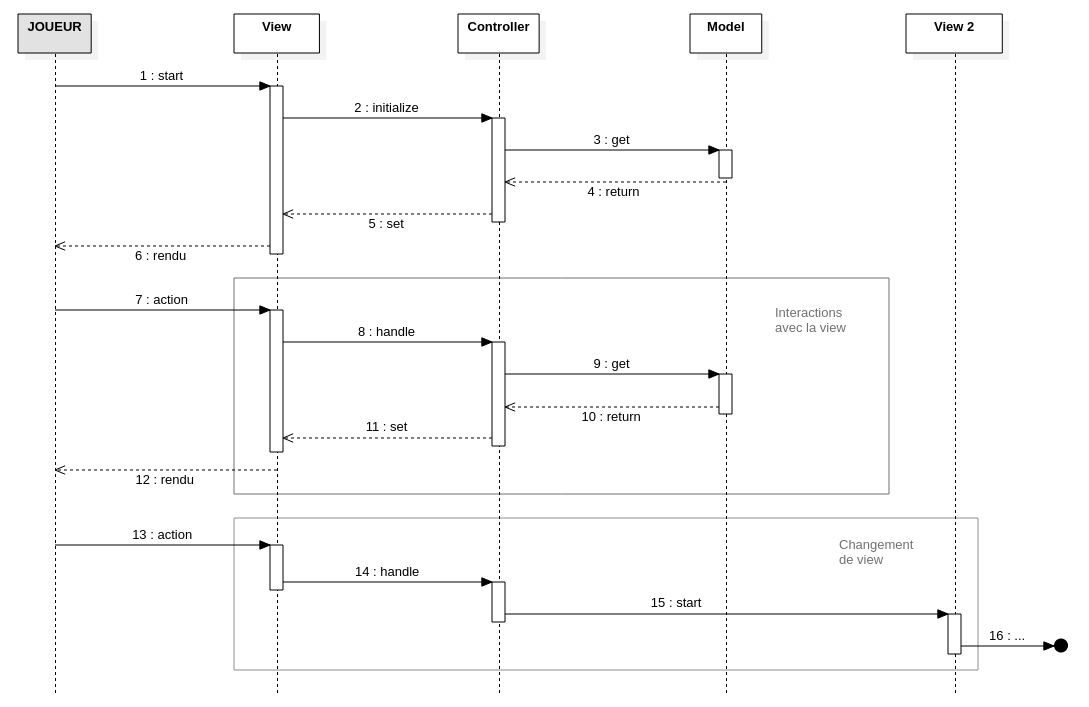 JOUEUR
View
Controller
Model
View 2
1 : start
2 : initialize
3 : get
4 : return
5 : set
6 : rendu
7 : action
Interactions
avec la view
8 : handle
9 : get
10 : return
11 : set
12 : rendu
13 : action
Changement
de view
14 : handle
15 : start
16 : ...